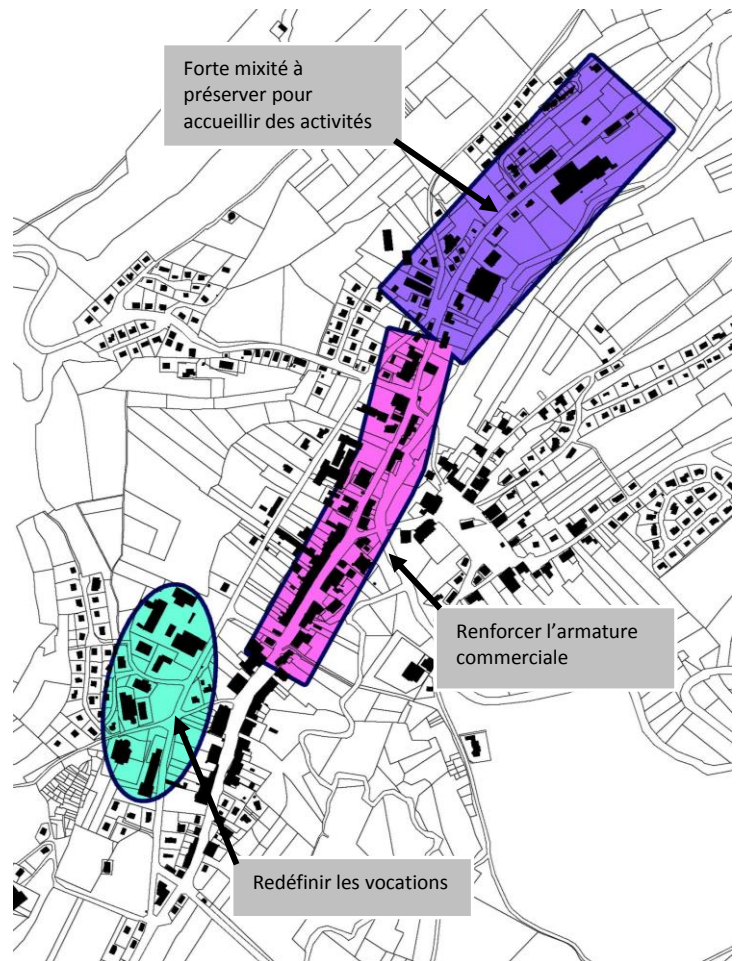 Forte mixité à
préserver pour
accueillir des activités
Renforcer l’armature
commerciale
Redéfinir les vocations